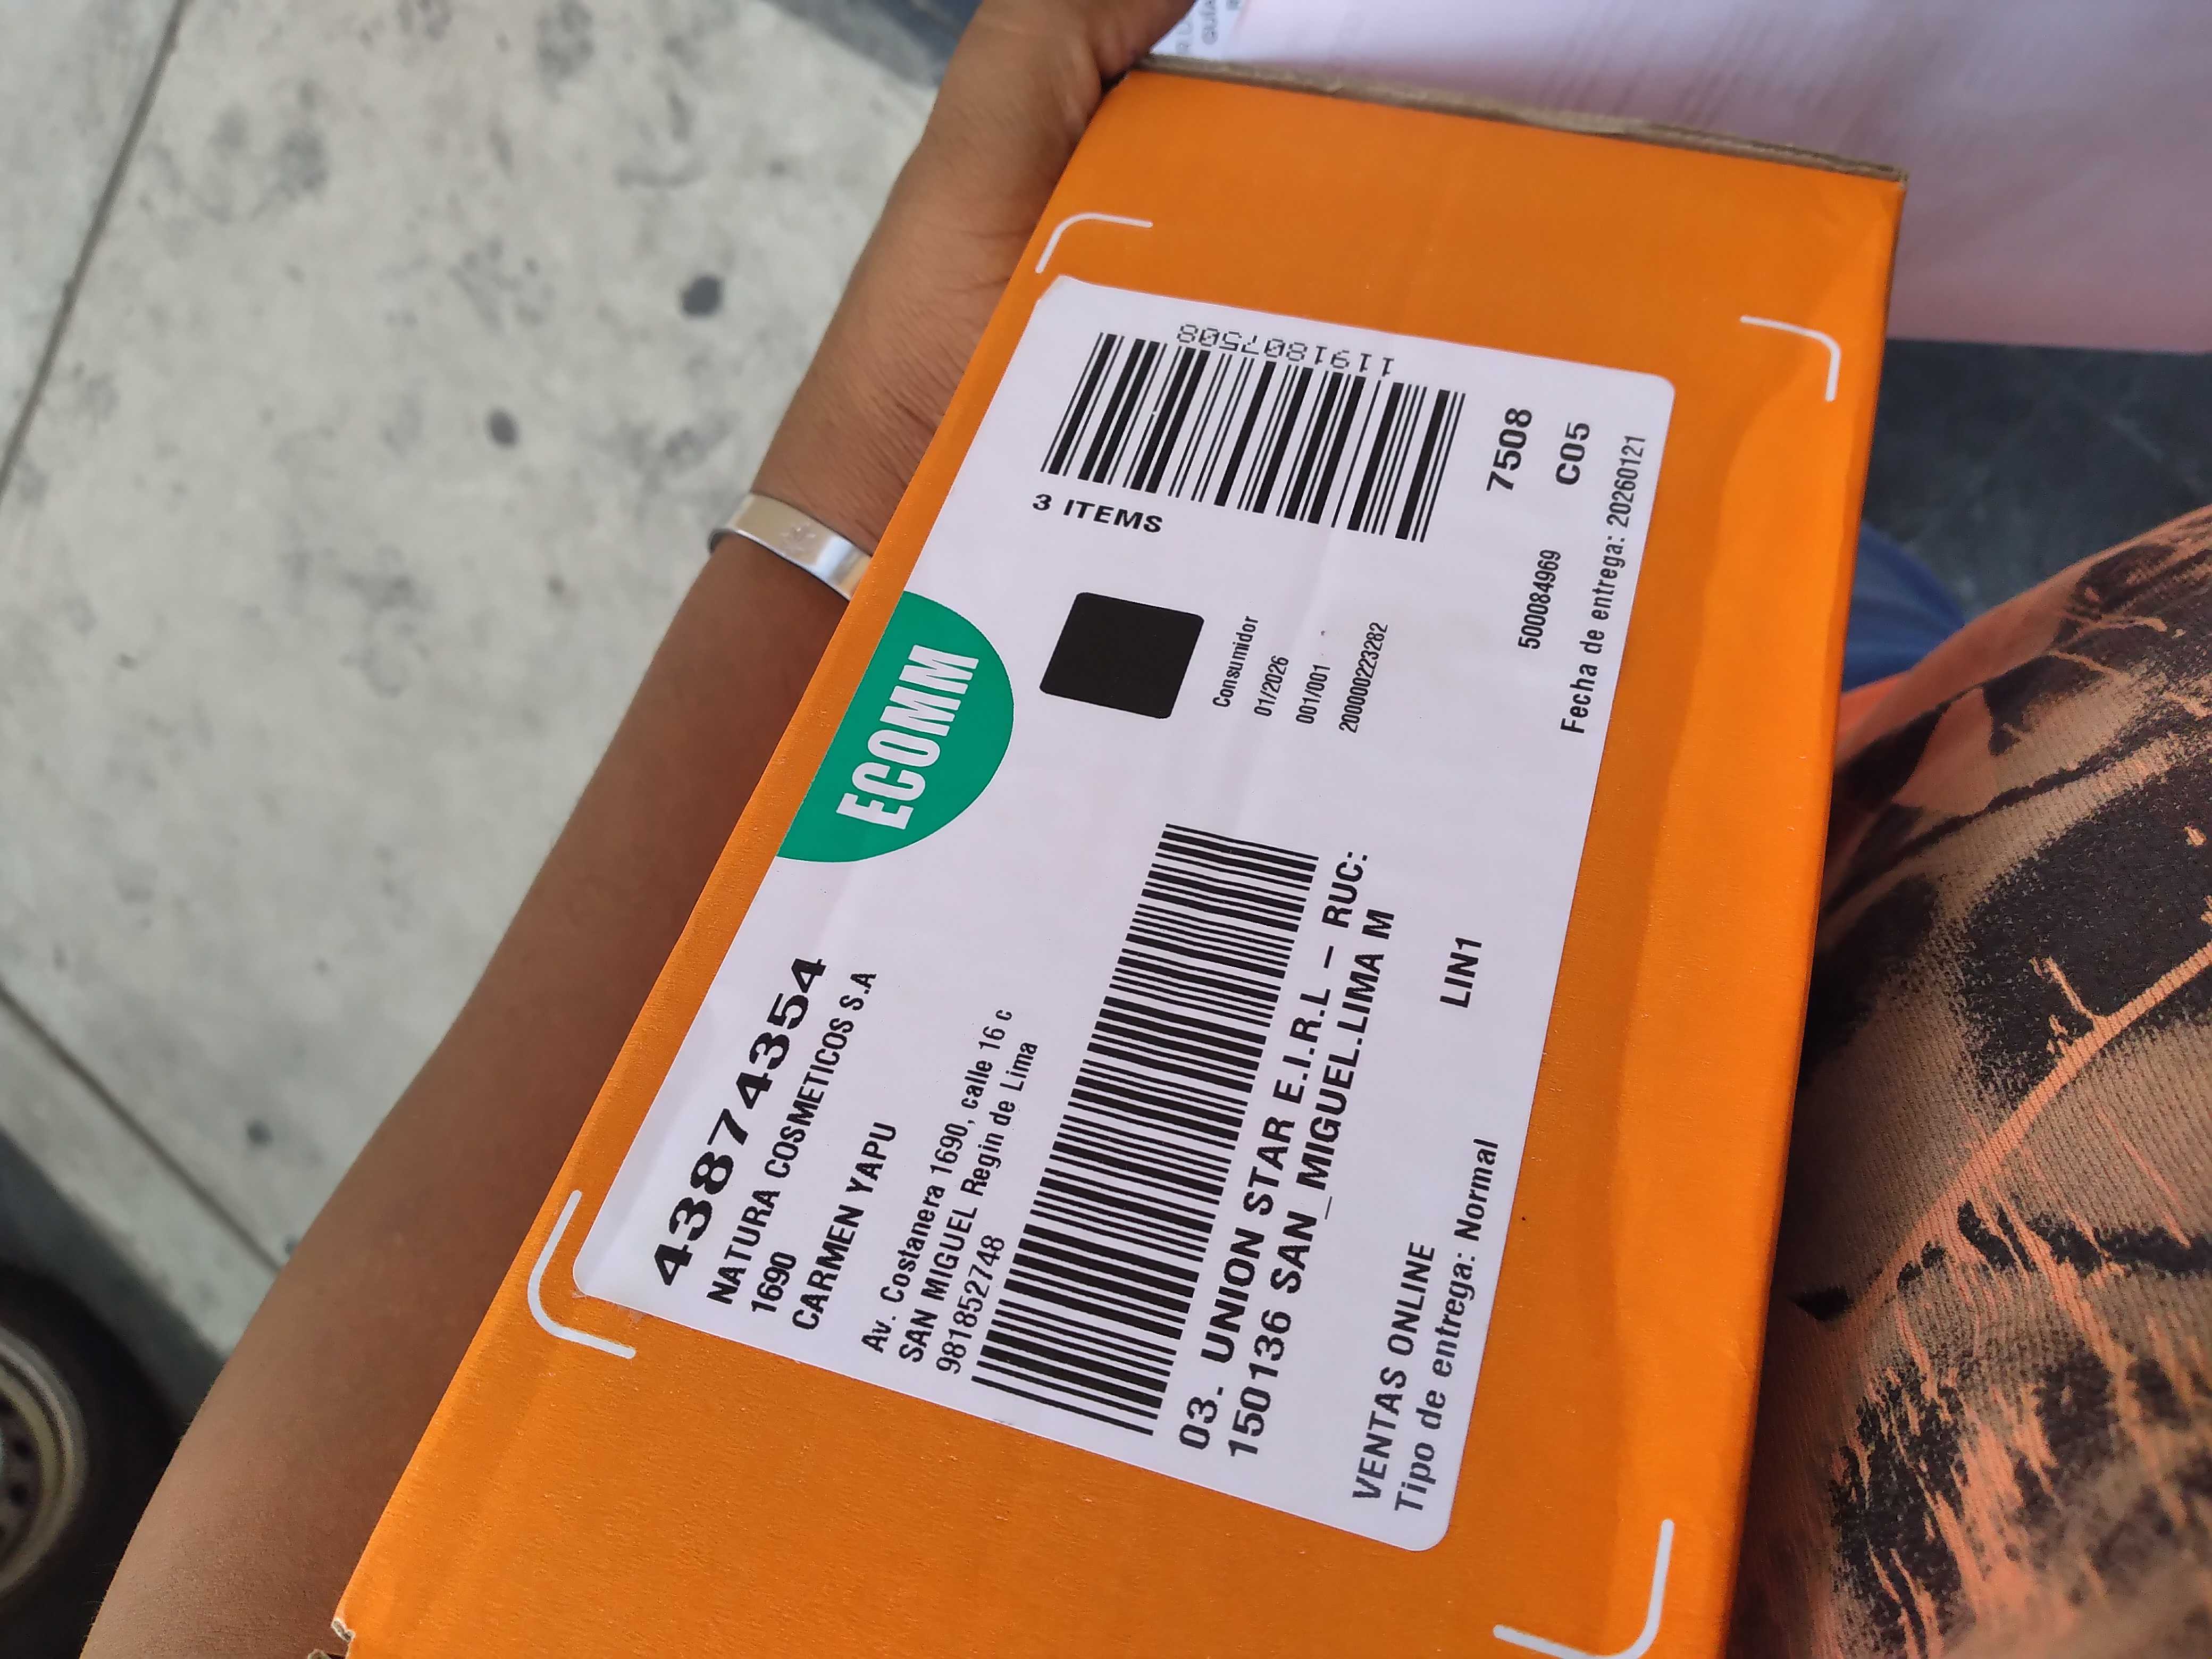 43874354
NATURA COSMETICOS S.A
1690
CARMEN YAPU
Av. Costanera 1690, calle 16 c
SAN MIGUEL Regin de Lima
981852748
03. UNION STAR E.I.R.L – RUC:
150136 SAN_MIGUEL.LIMA M
LIN1
VENTAS ONLINE
Tipo de entrega: Normal
ECOMM
Consumidor
01/2026
001/001
200000223282
3 ITEMS
1191807508
7508
C05
500084969
Fecha de entrega: 20260121